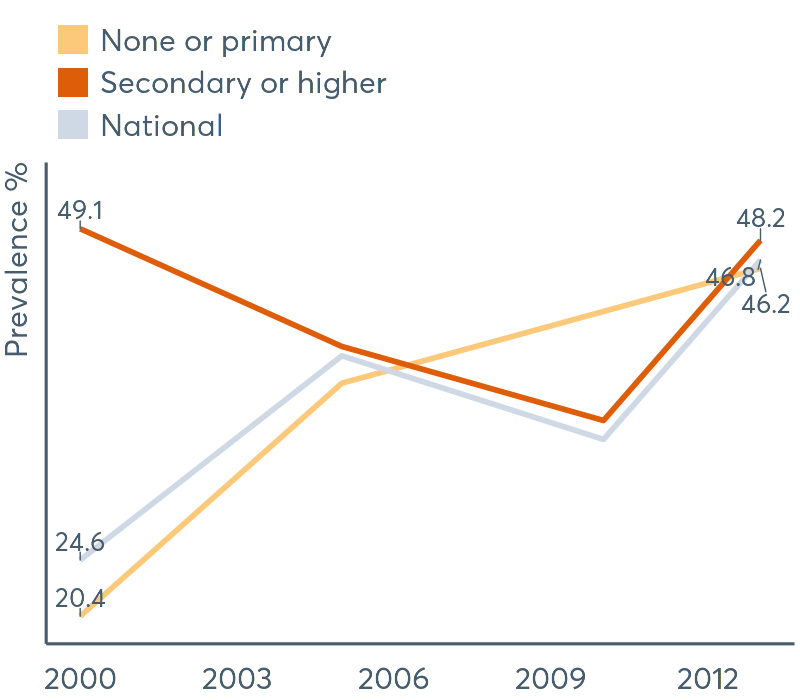 None or primary
Secondary or higher
National
Prevalence %
49.1
48.2
46.8
46.2
24.6
20.4
2000 2003 2006 2009 2012